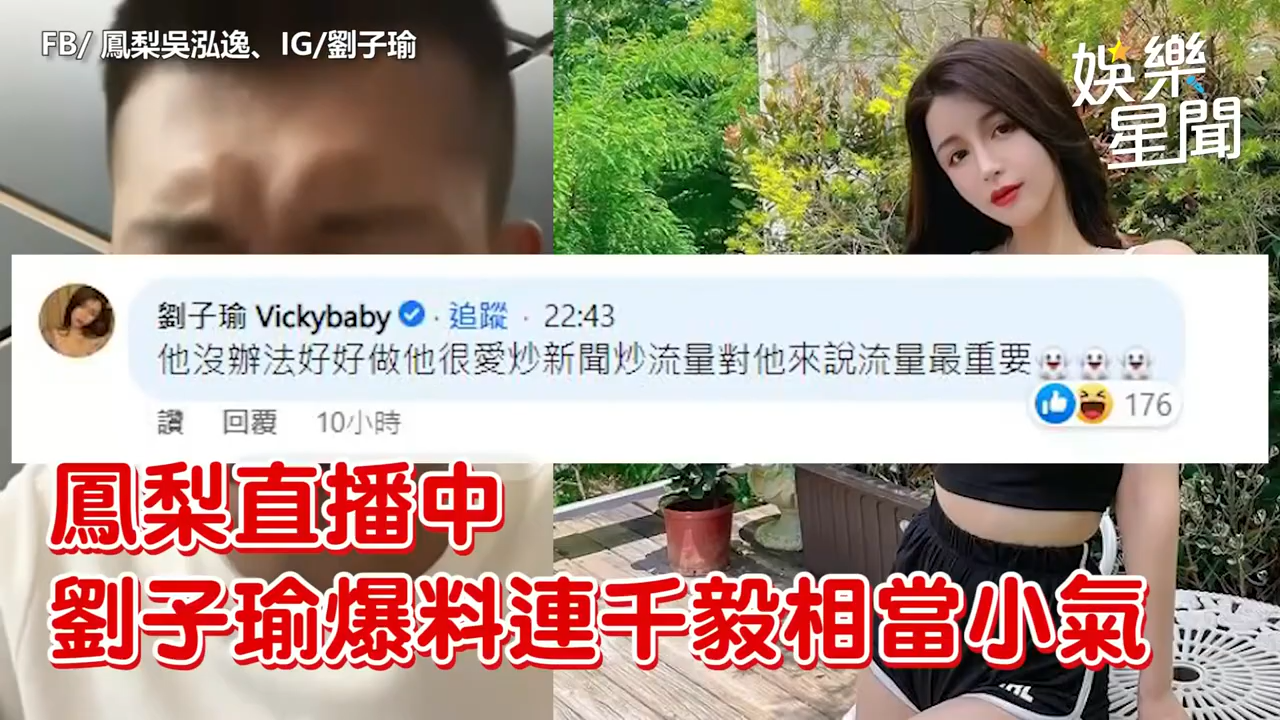 FB/ 鳳梨吳泓逸、IG/劉子瑜
娛樂
星聞
劉子瑜 Vickybaby · 追蹤 · 22:43
他沒辦法好好做他很愛炒新聞炒流量對他來說流量最重要👻👻👻
讚 回覆 10小時
176
鳳梨直播中
劉子瑜爆料連千毅相當小氣